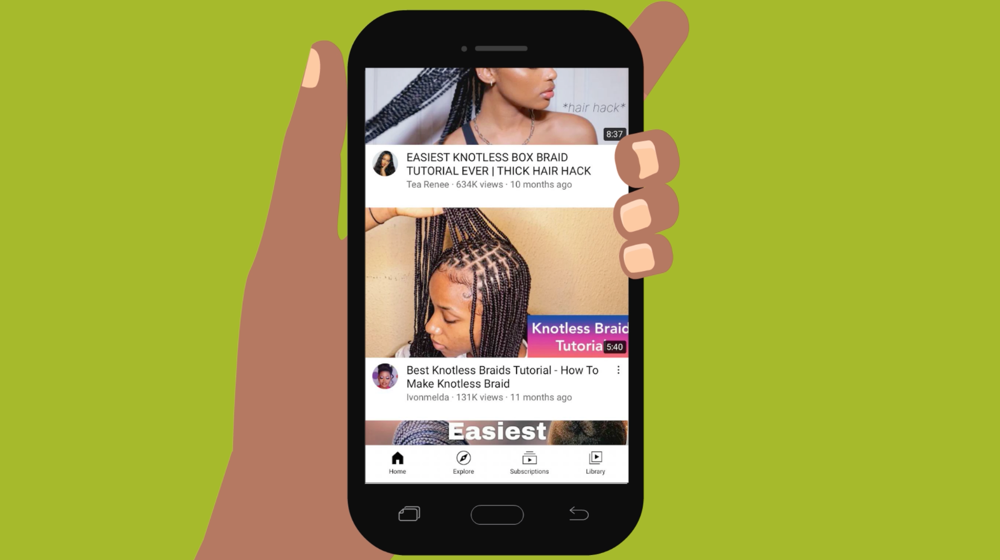 *hair hack*
8:37
EASIEST KNOTLESS BOX BRAID
TUTORIAL EVER | THICK HAIR HACK
Tea Renee · 634K views · 10 months ago
Knotless Braid
Tutoria
5:40
Best Knotless Braids Tutorial - How To
Make Knotless Braid
Ivonmelda · 131K views · 11 months ago
Easiest
Home
Explore
Subscriptions
Library